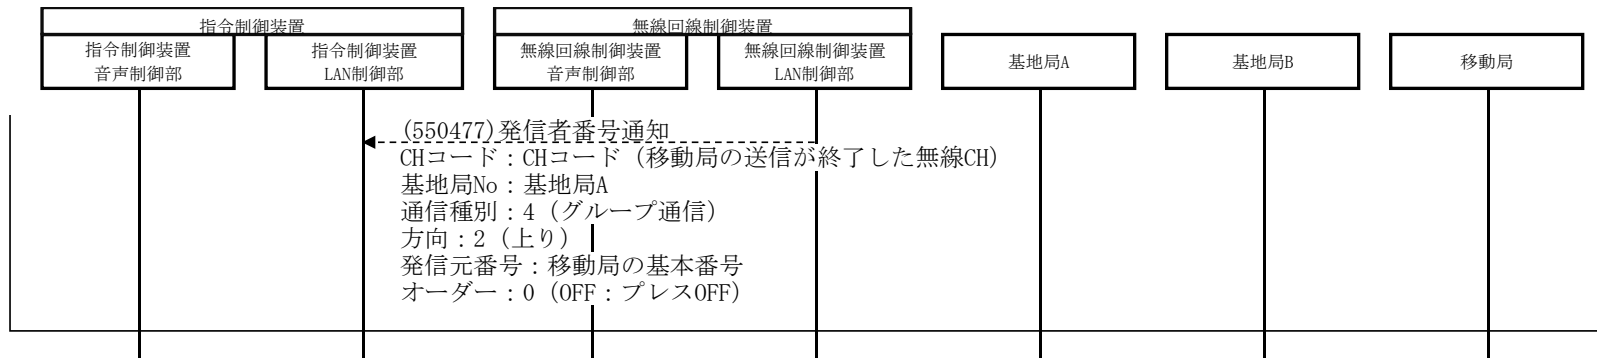 指令制御装置
無線回線制御装置
指令制御装置
音声制御部
指令制御装置
LAN制御部
無線回線制御装置
音声制御部
無線回線制御装置
LAN制御部
基地局A
基地局B
移動局
(550477)発信者番号通知
CHコード：CHコード（移動局の送信が終了した無線CH）
基地局No：基地局A
通信種別：4（グループ通信）
方向：2（上り）
発信元番号：移動局の基本番号
オーダー：0（OFF：プレスOFF）